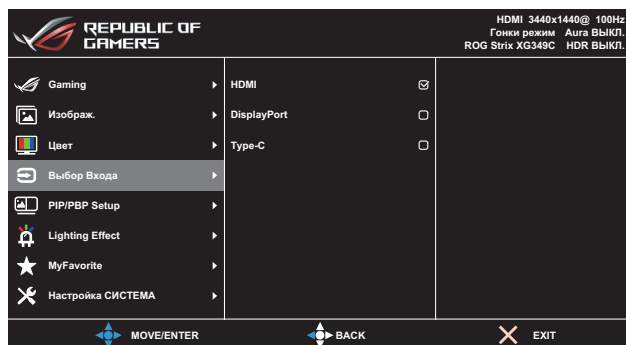 REPUBLIC OF
GAMERS
HDMI 3440x1440@ 100Hz
Гонки режим Aura ВЫКЛ.
ROG Strix XG349C HDR ВЫКЛ.
Gaming
HDMI
Изображ.
DisplayPort
Цвет
Type-C
Выбор Входа
PIP/PBP Setup
Lighting Effect
MyFavorite
Настройка СИСТЕМА
MOVE/ENTER
BACK
EXIT